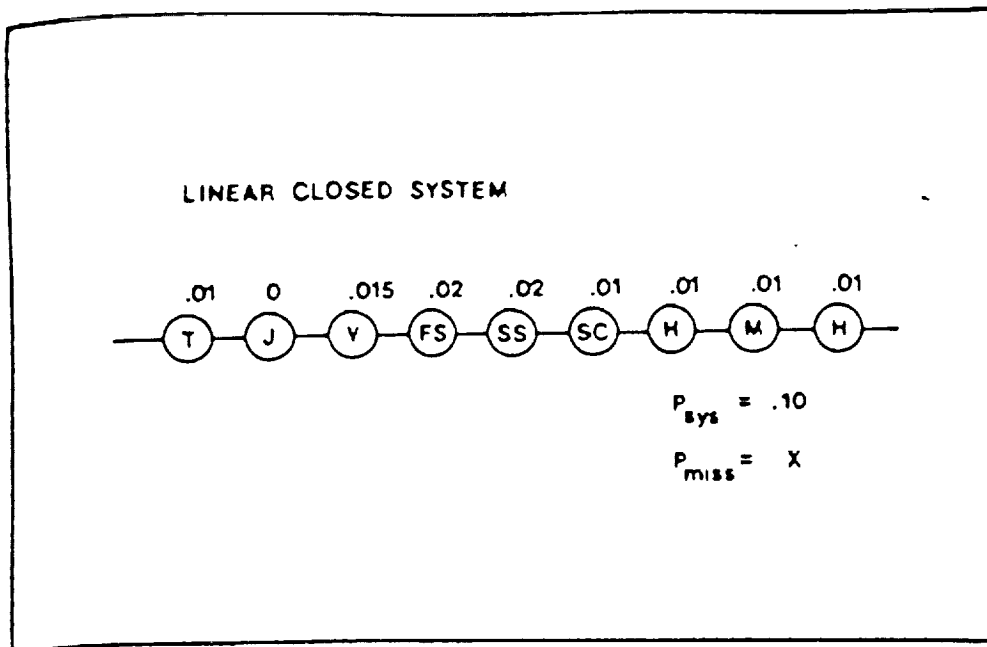 LINEAR CLOSED SYSTEM
.01 0 .015 .02 .02 .01 .01 .01 .01
T J V FS SS SC H M H
Psys = .10
Pmiss = X